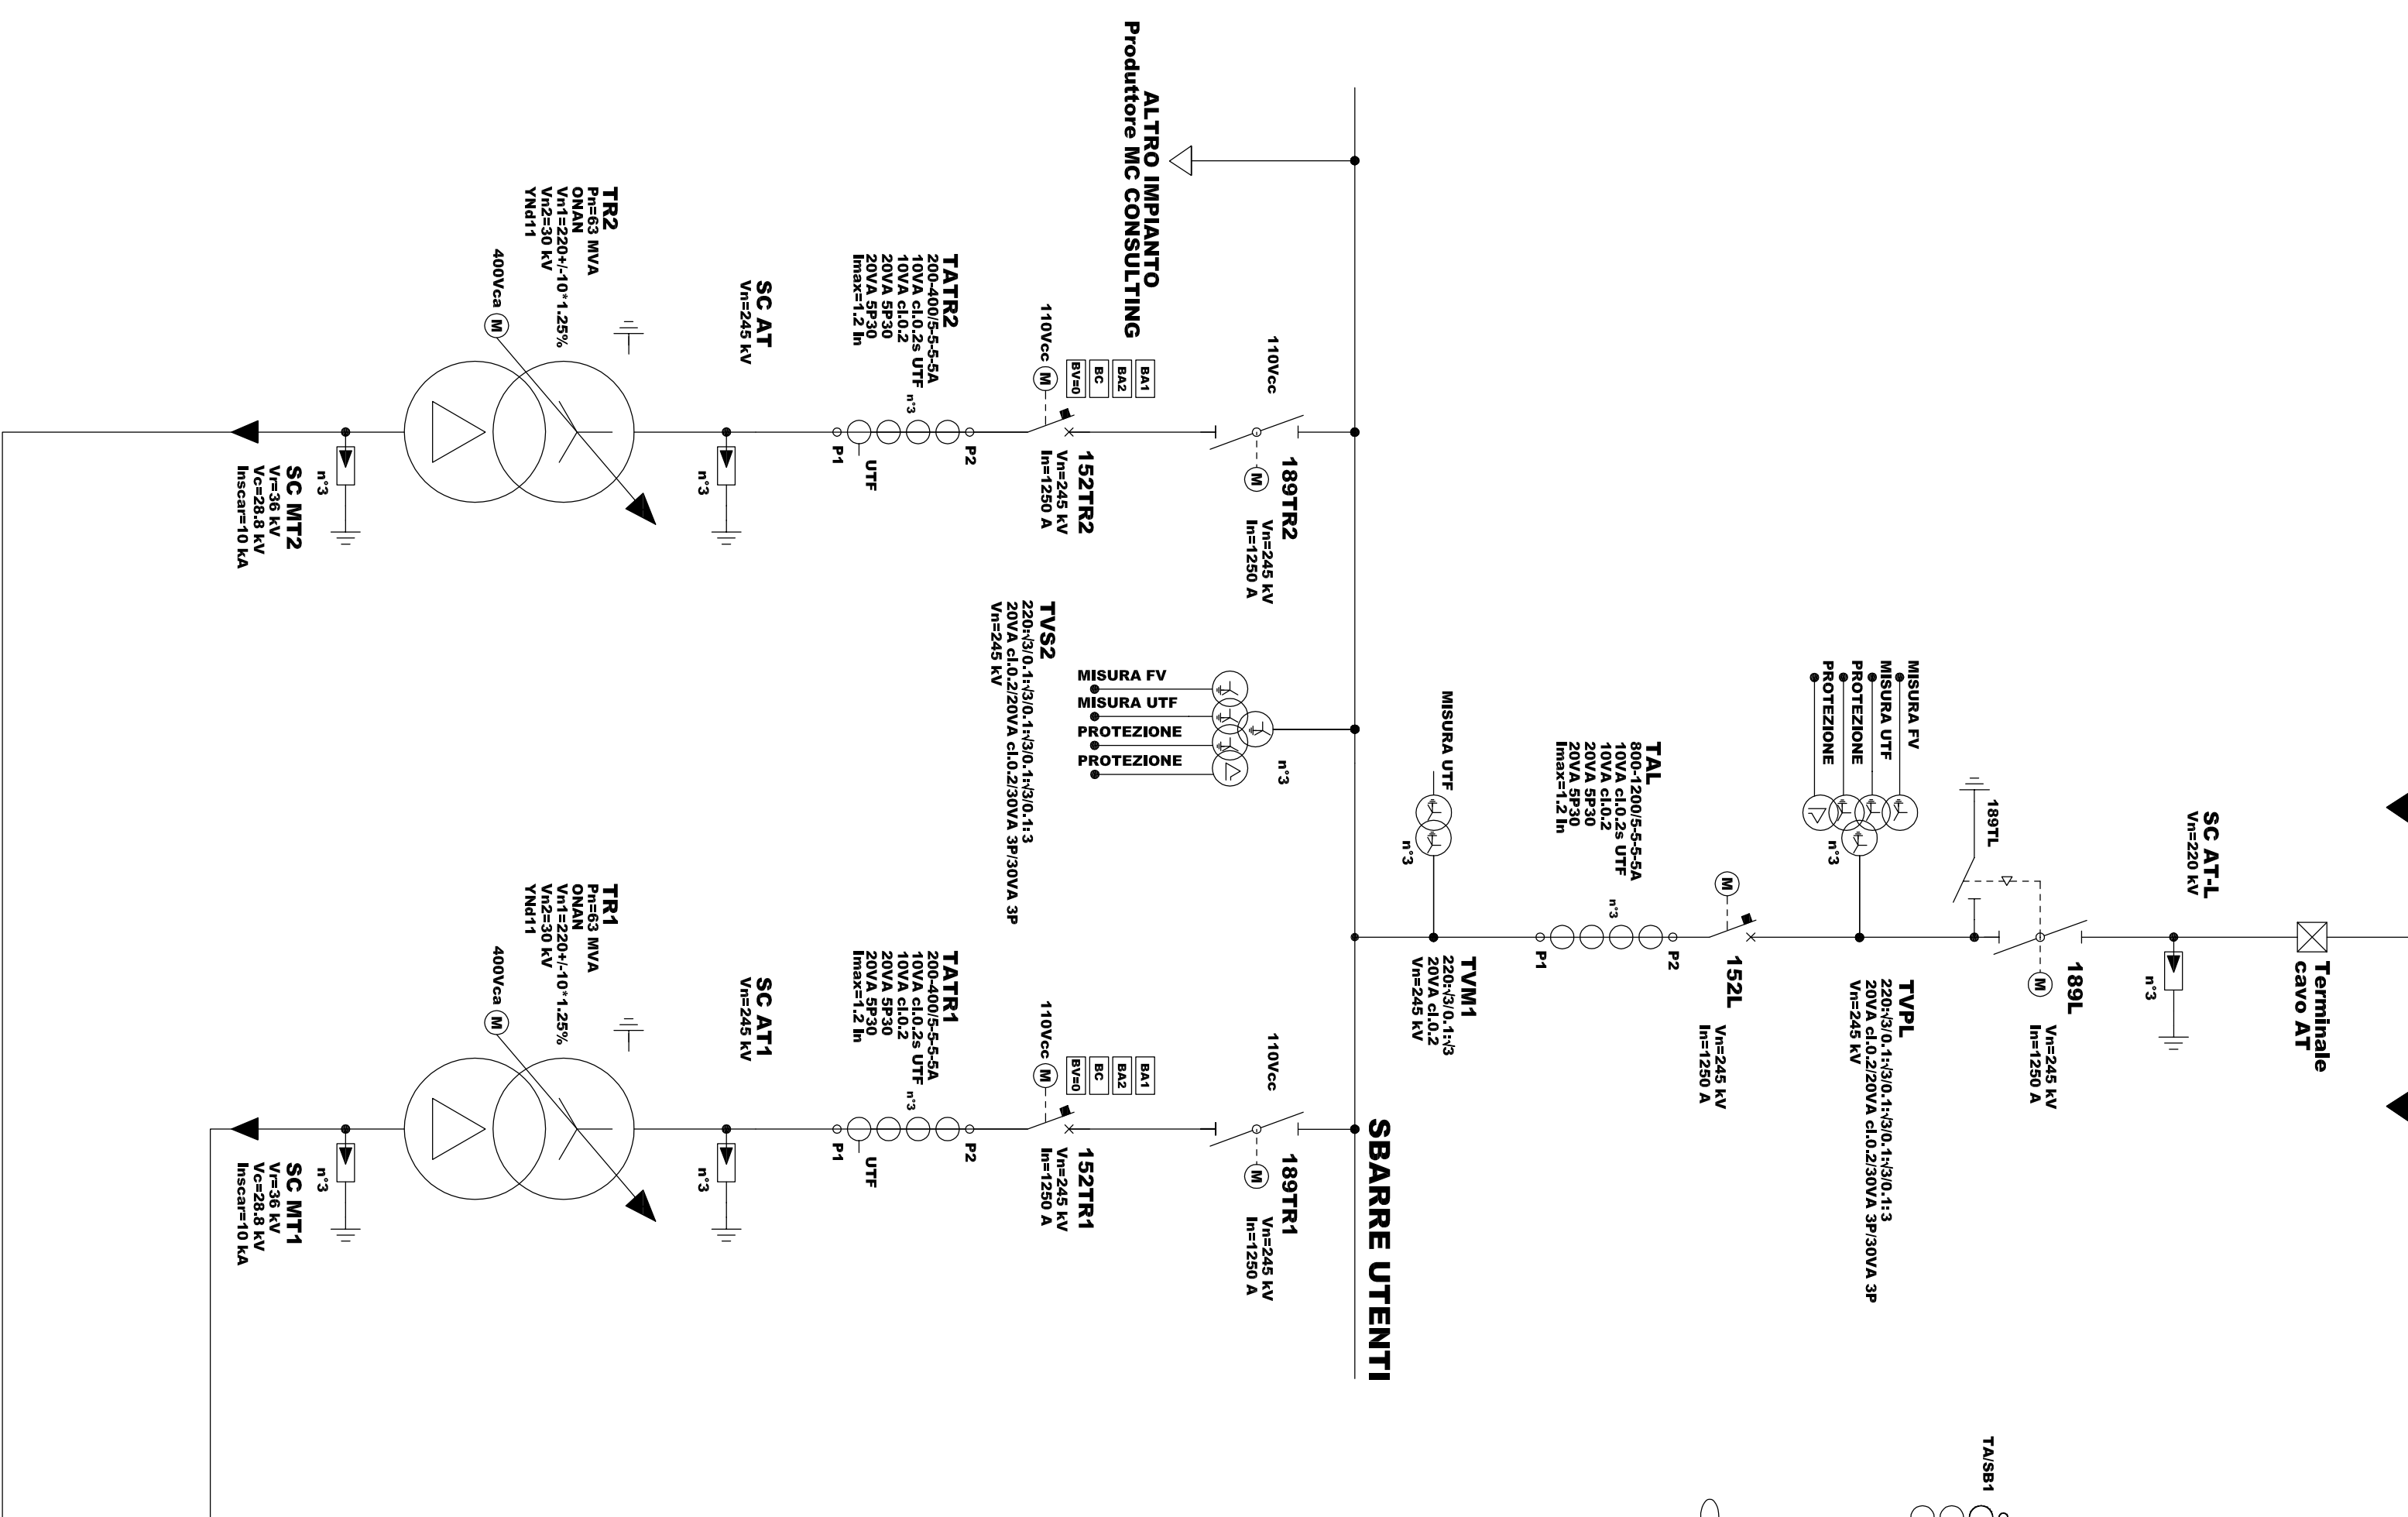 Terminale
cavo AT
SC AT-L
Vn=220 kV
n°3
189L
Vn=245 kV
In=1250 A
M
189TL
MISURA FV
MISURA UTF
PROTEZIONE
PROTEZIONE
n°3
TVPL
220:√3/0.1:√3/0.1:√3/0.1:√3/0.1:3
20VA cl.0.2/20VA cl.0.2/30VA 3P/30VA 3P
Vn=245 kV
M
152L
Vn=245 kV
In=1250 A
TAL
800-1200/5-5-5-5A
10VA cl.0.2s UTF
10VA cl.0.2
20VA 5P30
20VA 5P30
Imax=1.2 In
n°3
P2
P1
MISURA UTF
n°3
TVM1
220:√3/0.1:√3
20VA cl.0.2
Vn=245 kV
SBARRE UTENTI
ALTRO IMPIANTO
Produttore MC CONSULTING
110Vcc
M
189TR2
Vn=245 kV
In=1250 A
BA1
BA2
BC
BV=0
110Vcc
M
152TR2
Vn=245 kV
In=1250 A
TATR2
200-400/5-5-5-5A
10VA cl.0.2s UTF
10VA cl.0.2
20VA 5P30
20VA 5P30
Imax=1.2 In
n°3
P2
UTF
P1
SC AT
Vn=245 kV
n°3
TR2
Pn=63 MVA
ONAN
Vn1=220+/-10*1.25%
Vn2=30 kV
YNd11
400Vca
M
n°3
SC MT2
Vr=36 kV
Vc=28.8 kV
Inscar=10 kA
n°3
MISURA FV
MISURA UTF
PROTEZIONE
PROTEZIONE
TVS2
220:√3/0.1:√3/0.1:√3/0.1:√3/0.1:3
20VA cl.0.2/20VA cl.0.2/30VA 3P/30VA 3P
Vn=245 kV
110Vcc
M
189TR1
Vn=245 kV
In=1250 A
BA1
BA2
BC
BV=0
110Vcc
M
152TR1
Vn=245 kV
In=1250 A
TATR1
200-400/5-5-5-5A
10VA cl.0.2s UTF
10VA cl.0.2
20VA 5P30
20VA 5P30
Imax=1.2 In
n°3
P2
UTF
P1
SC AT1
Vn=245 kV
n°3
TR1
Pn=63 MVA
ONAN
Vn1=220+/-10*1.25%
Vn2=30 kV
YNd11
400Vca
M
n°3
SC MT1
Vr=36 kV
Vc=28.8 kV
Inscar=10 kA
TA/SB1